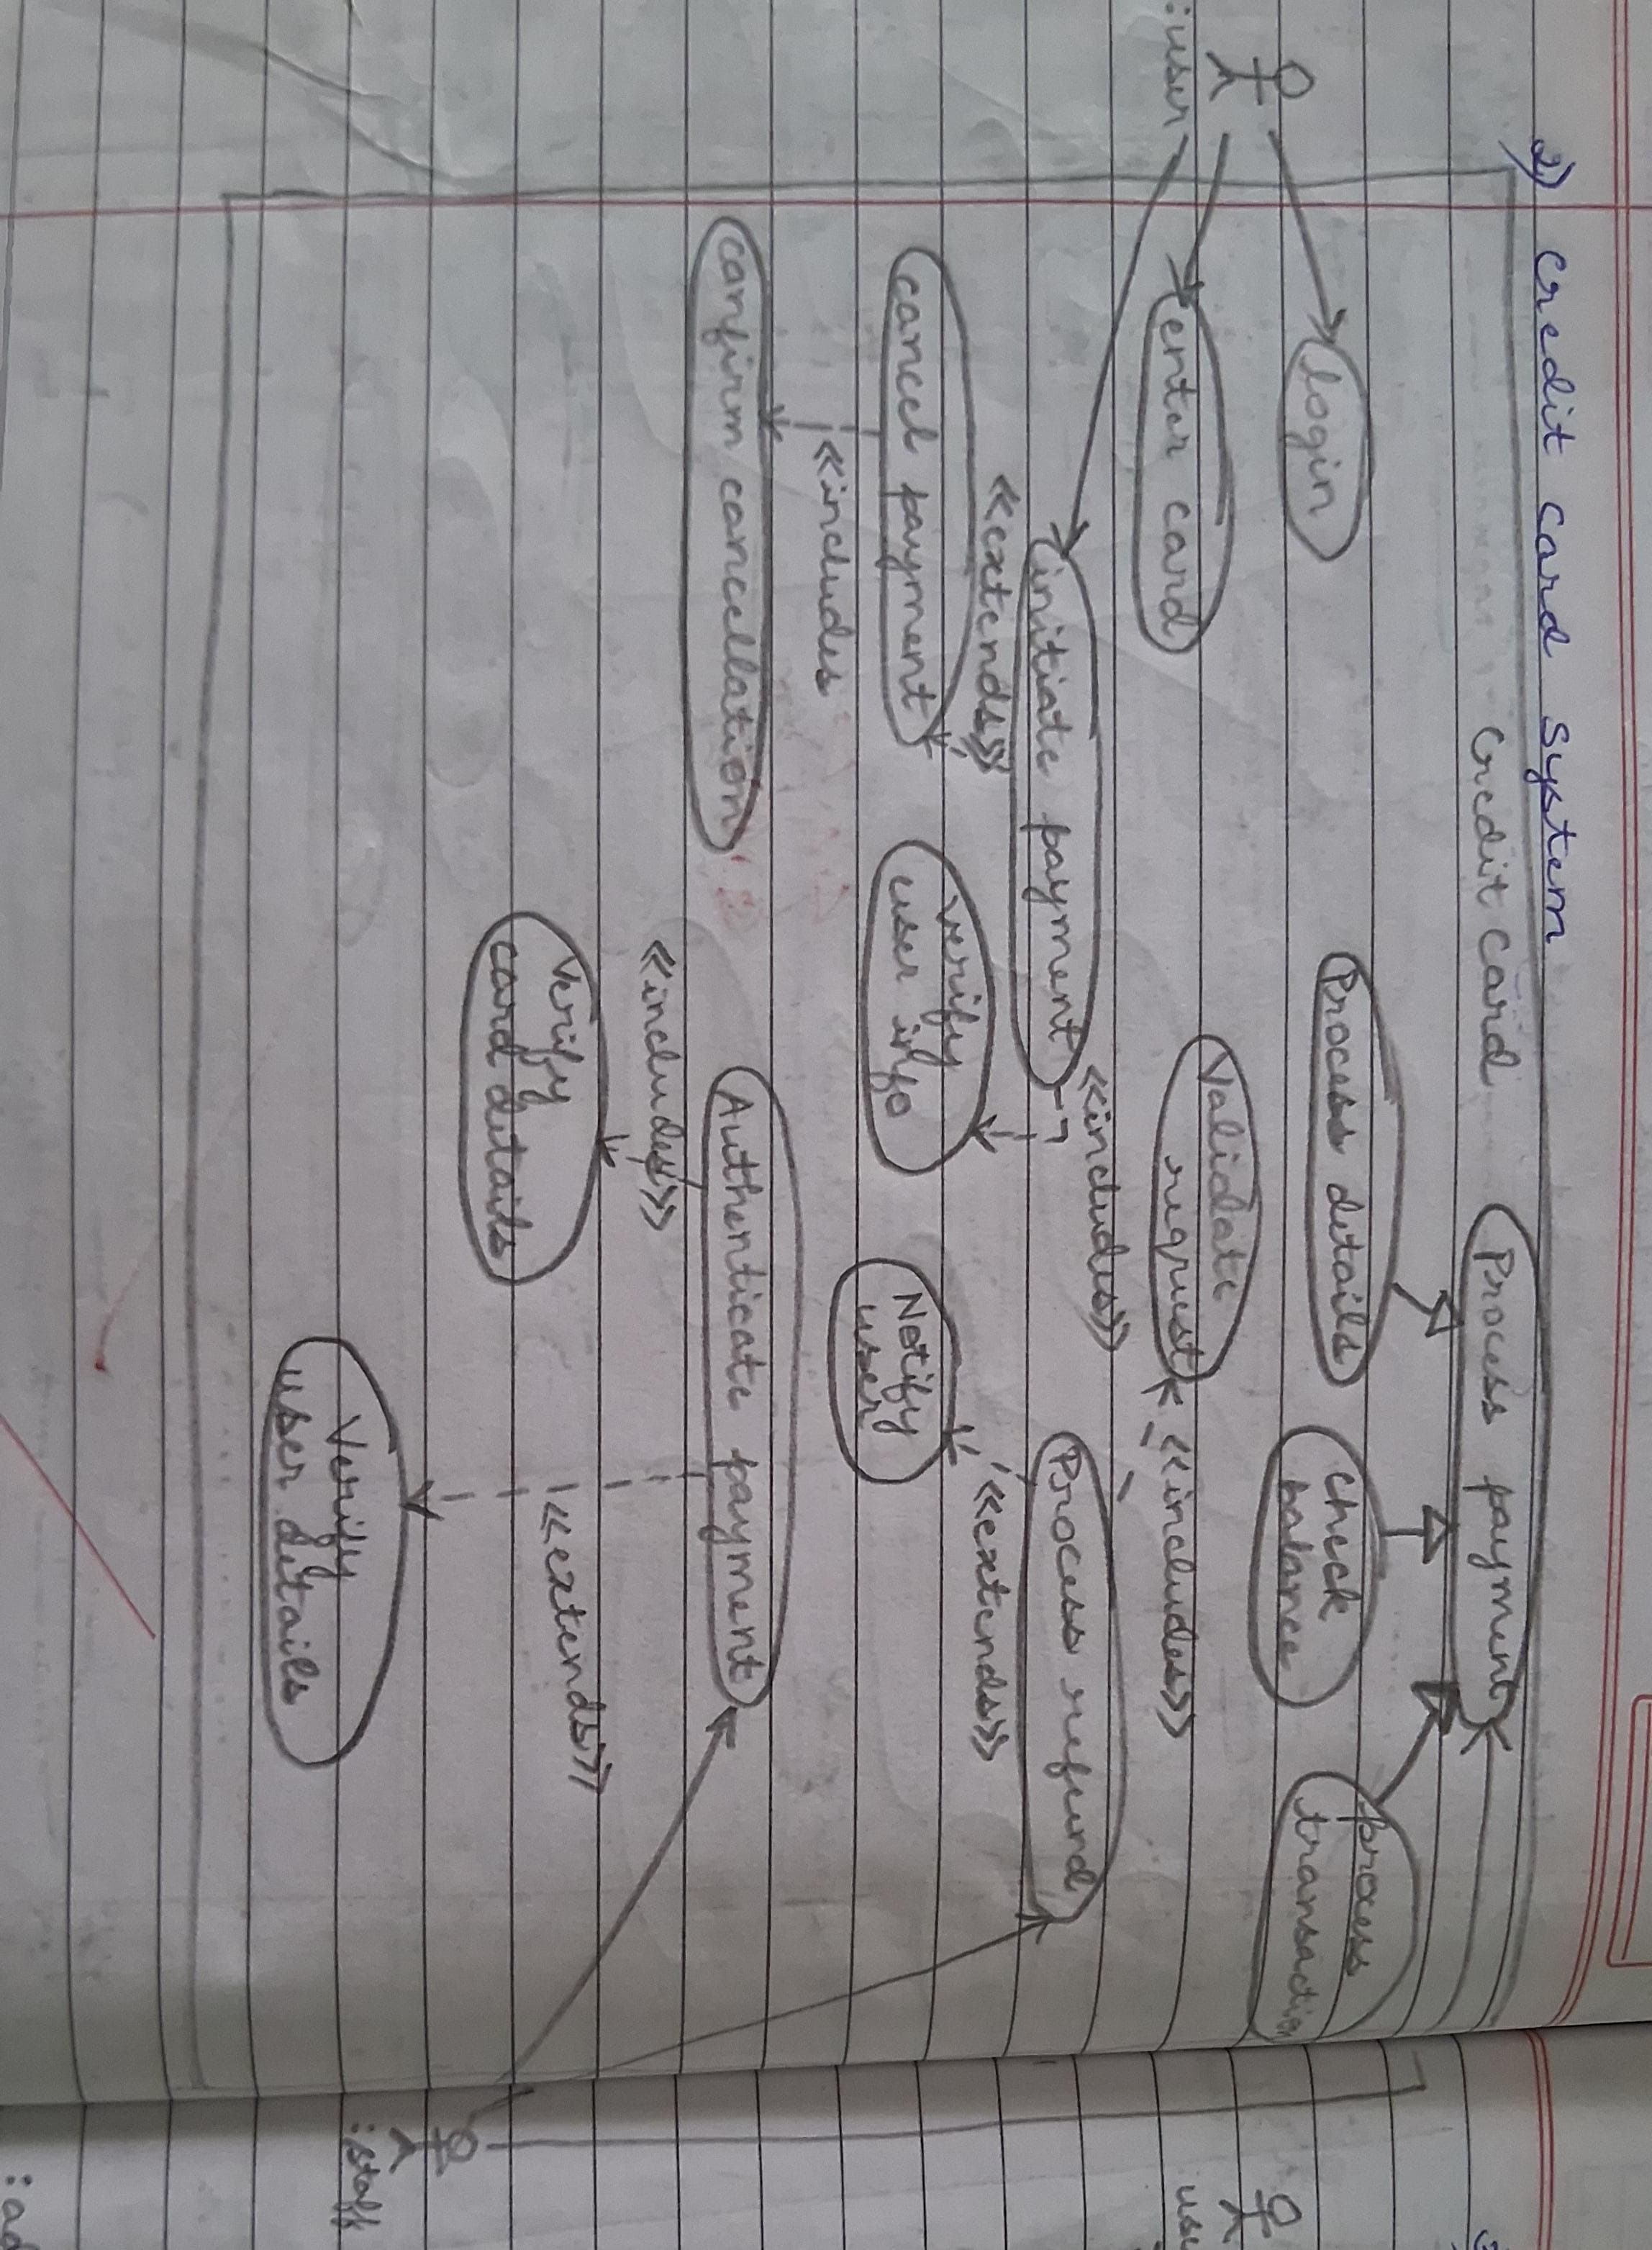 2) Credit card system
Credit card
Process payment
Process details
Check
balance
process
transaction
login
enter card
Validate
request
<<includes>>
:user
initiate payment
<<includes>>
Process refund
<<extends>>
<<extends>>
cancel payment
verify
user info
Notify
user
<<includes
confirm cancellation
Authenticate payment
<<includes>>
<<extends>>
Verify
card details
Verify
user details
:staff